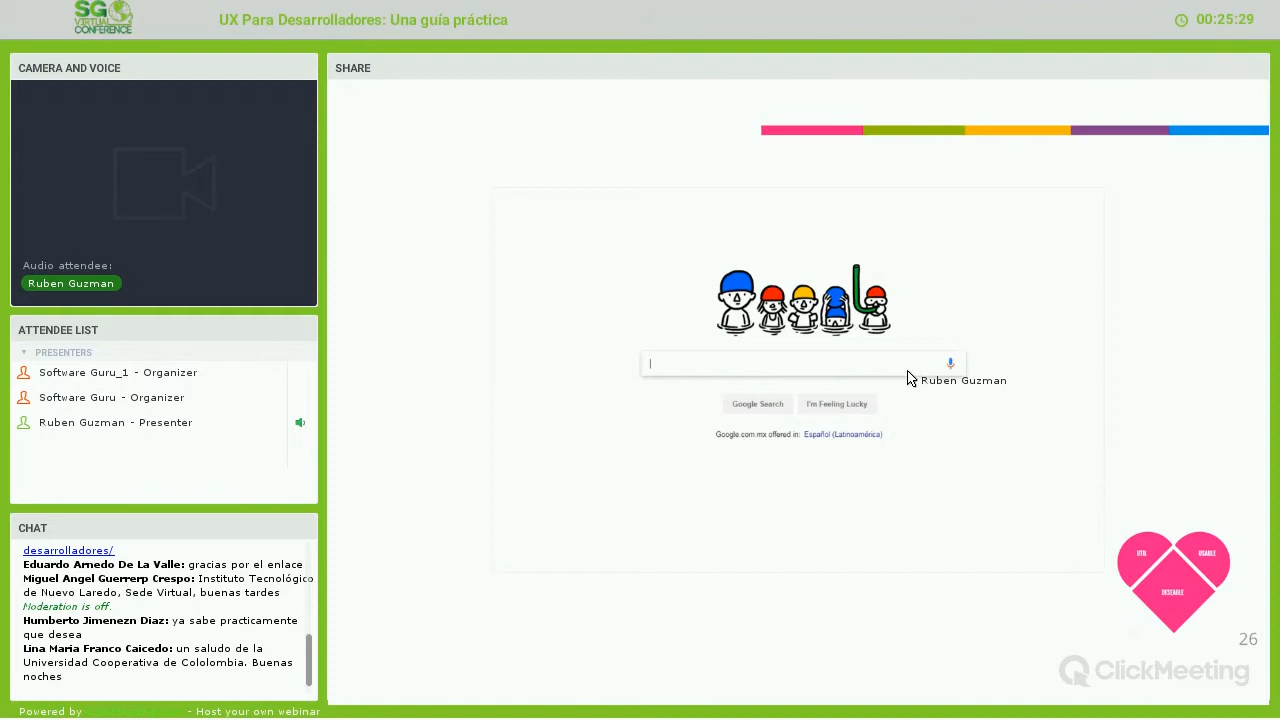 SG
VIRTUAL
CONFERENCE
UX Para Desarrolladores: Una guía práctica
00:25:29
CAMERA AND VOICE
Audio attendee:
Ruben Guzman
ATTENDEE LIST
PRESENTERS
Software Guru_1 - Organizer
Software Guru - Organizer
Ruben Guzman - Presenter
CHAT
desarrolladores/
Eduardo Arnedo De La Valle: gracias por el enlace
Miguel Angel Guerrerp Crespo: Instituto Tecnológico
de Nuevo Laredo, Sede Virtual, buenas tardes
Moderation is off.
Humberto Jimenezn Diaz: ya sabe practicamente
que desea
Lina Maria Franco Caicedo: un saludo de la
Universidad Cooperativa de Cololombia. Buenas
noches
Powered by - Host your own webinar
SHARE
Ruben Guzman
Google Search
I'm Feeling Lucky
Google.com.mx offered in: Español (Latinoamérica)
UTIL
USABLE
DESEABLE
26
ClickMeeting